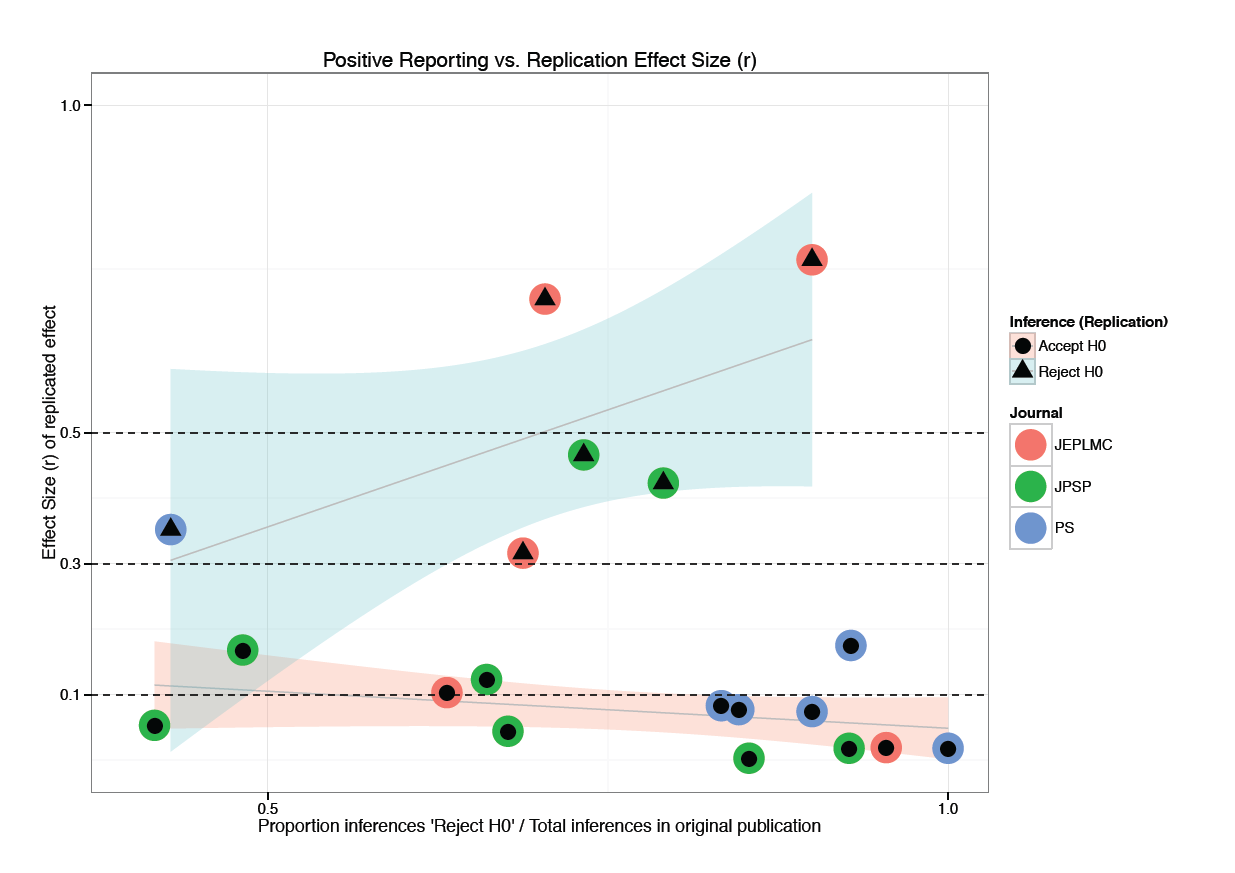 Positive Reporting vs. Replication Effect Size (r)
Effect Size (r) of replicated effect
1.0
0.5
0.3
0.1
0.5
1.0
Proportion inferences 'Reject H0' / Total inferences in original publication
Inference (Replication)
Accept H0
Reject H0
Journal
JEPLMC
JPSP
PS